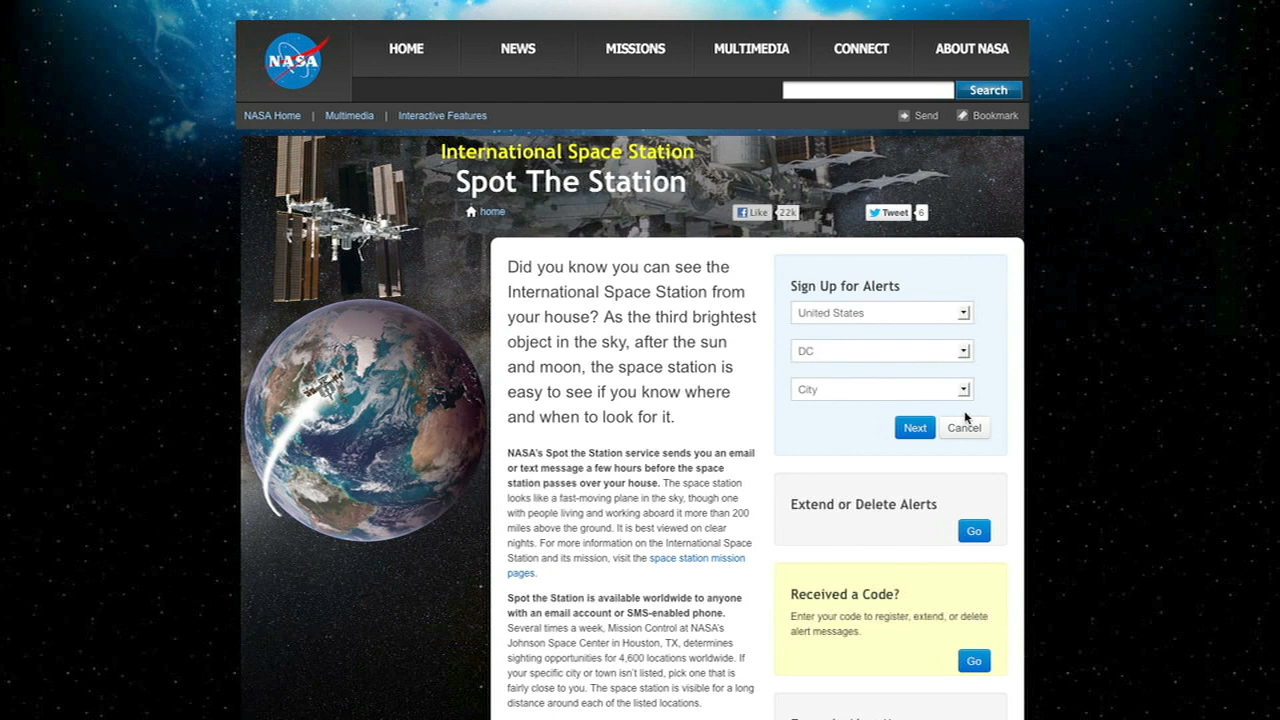 NASA
HOME
NEWS
MISSIONS
MULTIMEDIA
CONNECT
ABOUT NASA
Search
NASA Home | Multimedia | Interactive Features
Send
Bookmark
International Space Station
Spot The Station
home
Like 22k
Tweet 6
Did you know you can see the
International Space Station from
your house? As the third brightest
object in the sky, after the sun
and moon, the space station is
easy to see if you know where
and when to look for it.
NASA's Spot the Station service sends you an email
or text message a few hours before the space
station passes over your house. The space station
looks like a fast-moving plane in the sky, though one
with people living and working aboard it more than 200
miles above the ground. It is best viewed on clear
nights. For more information on the International Space
Station and its mission, visit the space station mission
pages.
Spot the Station is available worldwide to anyone
with an email account or SMS-enabled phone.
Several times a week, Mission Control at NASA's
Johnson Space Center in Houston, TX, determines
sighting opportunities for 4,600 locations worldwide. If
your specific city or town isn't listed, pick one that is
fairly close to you. The space station is visible for a long
distance around each of the listed locations.
Sign Up for Alerts
United States
DC
City
Next
Cancel
Extend or Delete Alerts
Go
Received a Code?
Enter your code to register, extend, or delete
alert messages.
Go